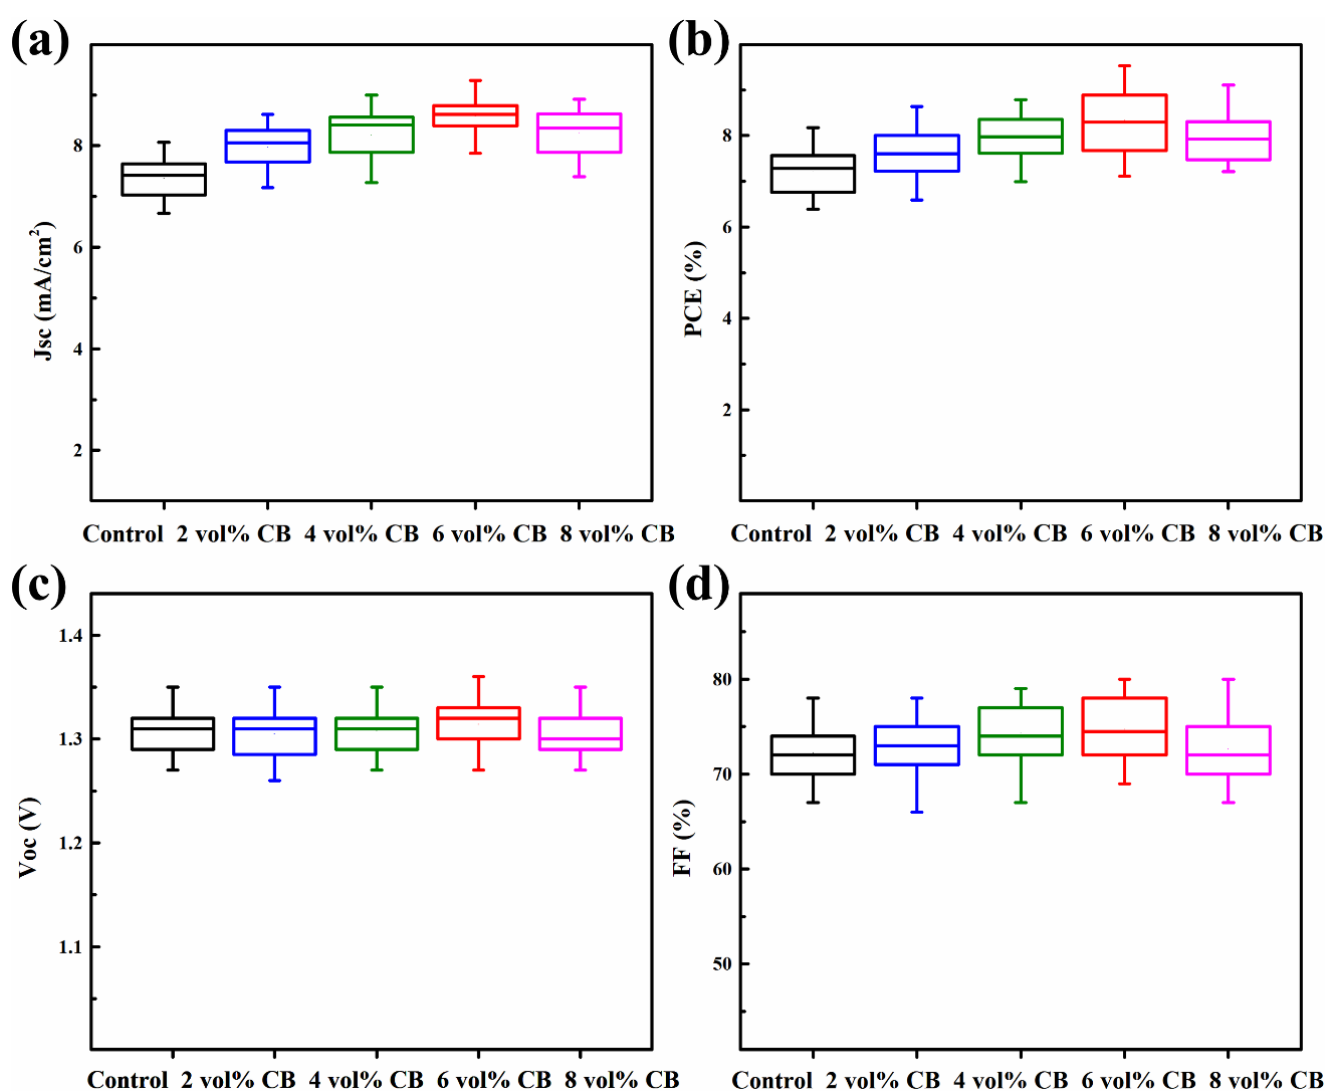 (a)
8
6
4
2
Jsc (mA/cm²)
Control 2 vol% CB 4 vol% CB 6 vol% CB 8 vol% CB
(b)
8
6
4
2
PCE (%)
Control 2 vol% CB 4 vol% CB 6 vol% CB 8 vol% CB
(c)
1.4
1.3
1.2
1.1
Voc (V)
Control 2 vol% CB 4 vol% CB 6 vol% CB 8 vol% CB
(d)
80
70
60
50
FF (%)
Control 2 vol% CB 4 vol% CB 6 vol% CB 8 vol% CB